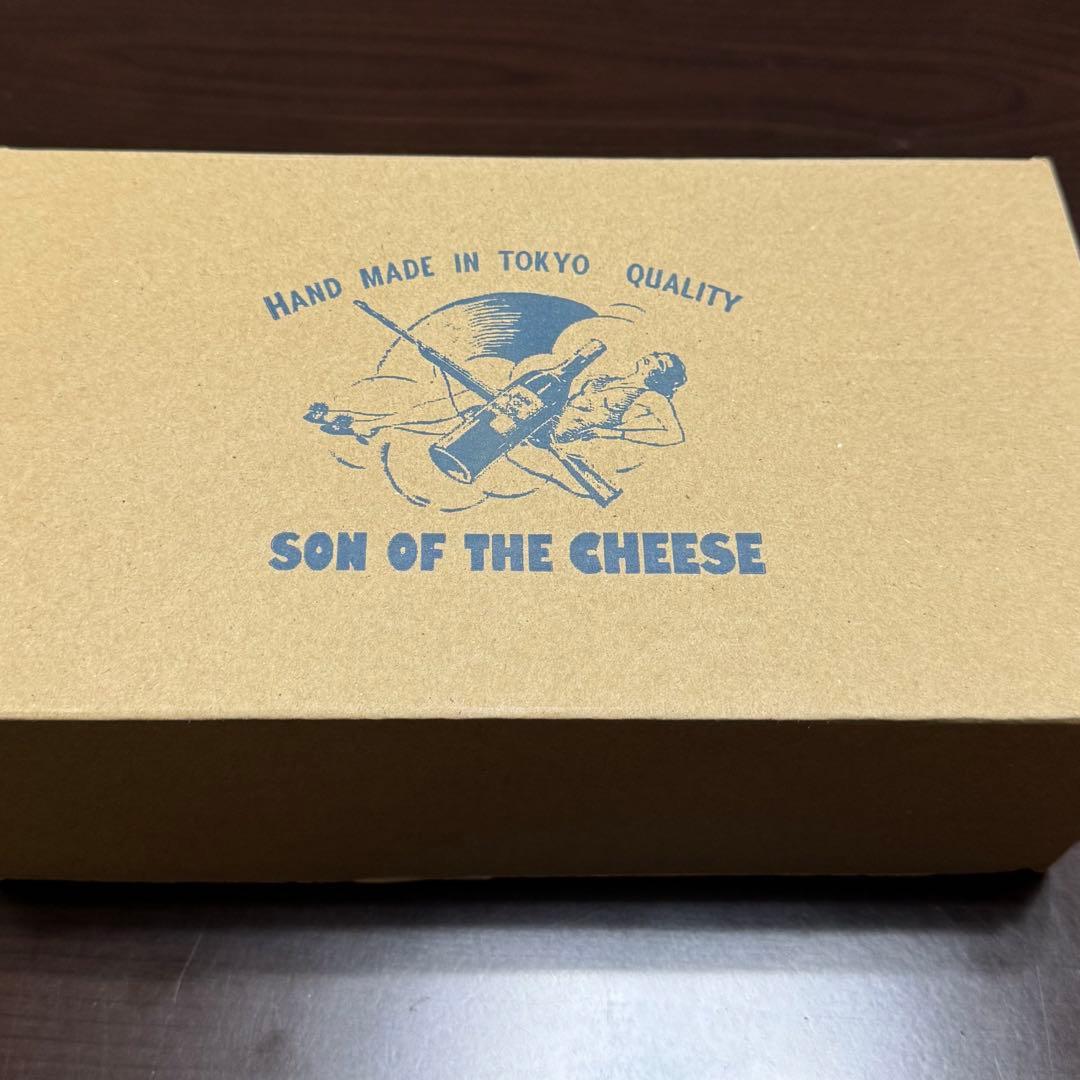 HAND MADE IN TOKYO QUALITY
SON OF THE CHEESE